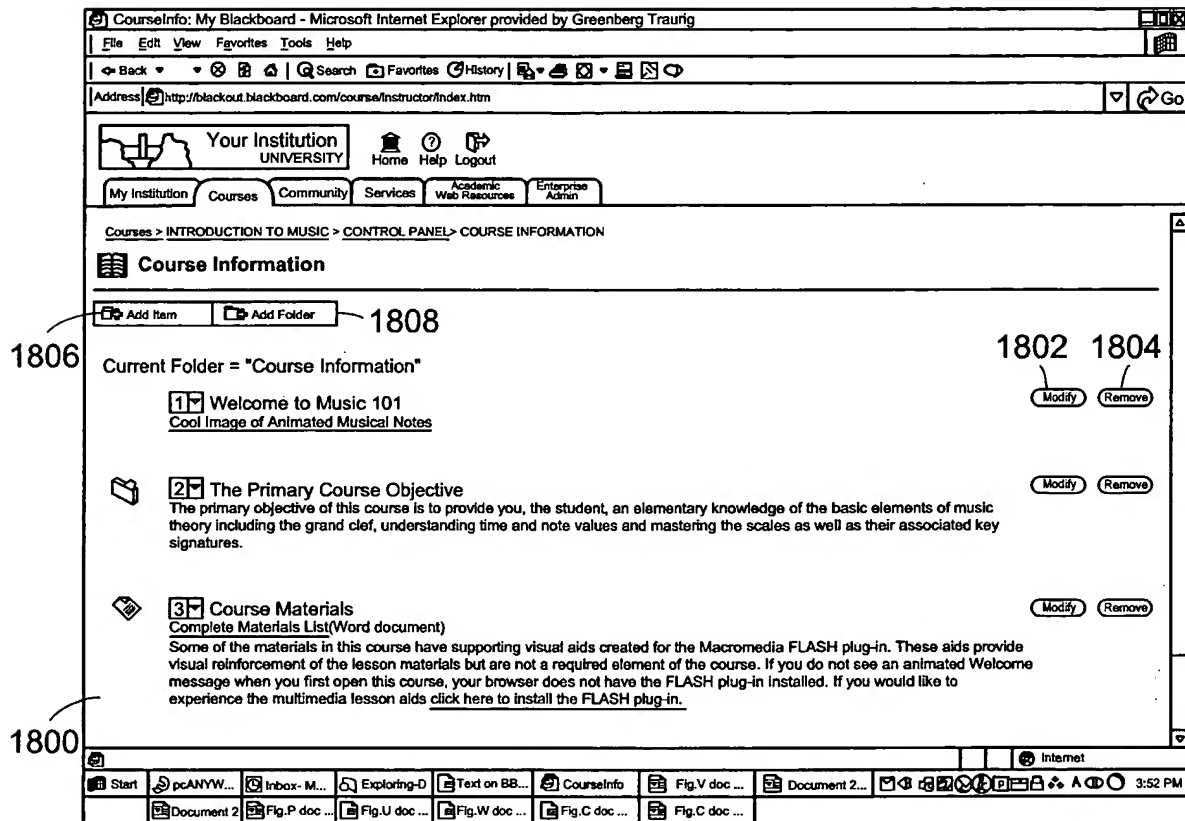 CourseInfo: My Blackboard - Microsoft Internet Explorer provided by Greenberg Traurig
File Edit View Favorites Tools Help
Back Search Favorites History
Address http://blackout.blackboard.com/course/instructor/index.htm Go
Your Institution
UNIVERSITY
Home Help Logout
My Institution Courses Community Services Academic Web Resources Enterprise Admin
Courses > INTRODUCTION TO MUSIC > CONTROL PANEL> COURSE INFORMATION
Course Information
Add Item Add Folder 1808
1806
1802 1804
Current Folder = "Course Information"
1 Welcome to Music 101 Modify Remove
Cool Image of Animated Musical Notes
2 The Primary Course Objective Modify Remove
The primary objective of this course is to provide you, the student, an elementary knowledge of the basic elements of music
theory including the grand clef, understanding time and note values and mastering the scales as well as their associated key
signatures.
3 Course Materials Modify Remove
Complete Materials List(Word document)
Some of the materials in this course have supporting visual aids created for the Macromedia FLASH plug-in. These aids provide
visual reinforcement of the lesson materials but are not a required element of the course. If you do not see an animated Welcome
message when you first open this course, your browser does not have the FLASH plug-in installed. If you would like to
experience the multimedia lesson aids click here to install the FLASH plug-in.
1800
Internet
Start pcANYW... Inbox- M... Exploring-D Text on BB... CourseInfo Fig.V doc ... Document 2... 3:52 PM
Document 2 Fig.P doc ... Fig.U doc ... Fig.W doc ... Fig.C doc ... Fig.C doc ...